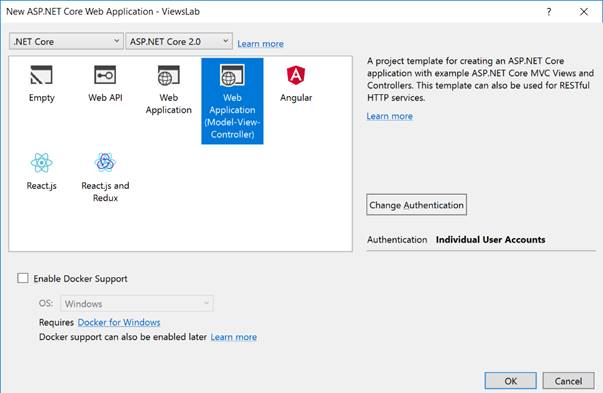 New ASP.NET Core Web Application - ViewsLab
? ×
.NET Core ASP.NET Core 2.0 Learn more
Empty
Web API
Web
Application
Web
Application
(Model-View-
Controller)
Angular
React.js
React.js and
Redux
A project template for creating an ASP.NET Core
application with example ASP.NET Core MVC Views and
Controllers. This template can also be used for RESTful
HTTP services.
Learn more
Change Authentication
Authentication Individual User Accounts
Enable Docker Support
OS: Windows
Requires Docker for Windows
Docker support can also be enabled later Learn more
OK Cancel